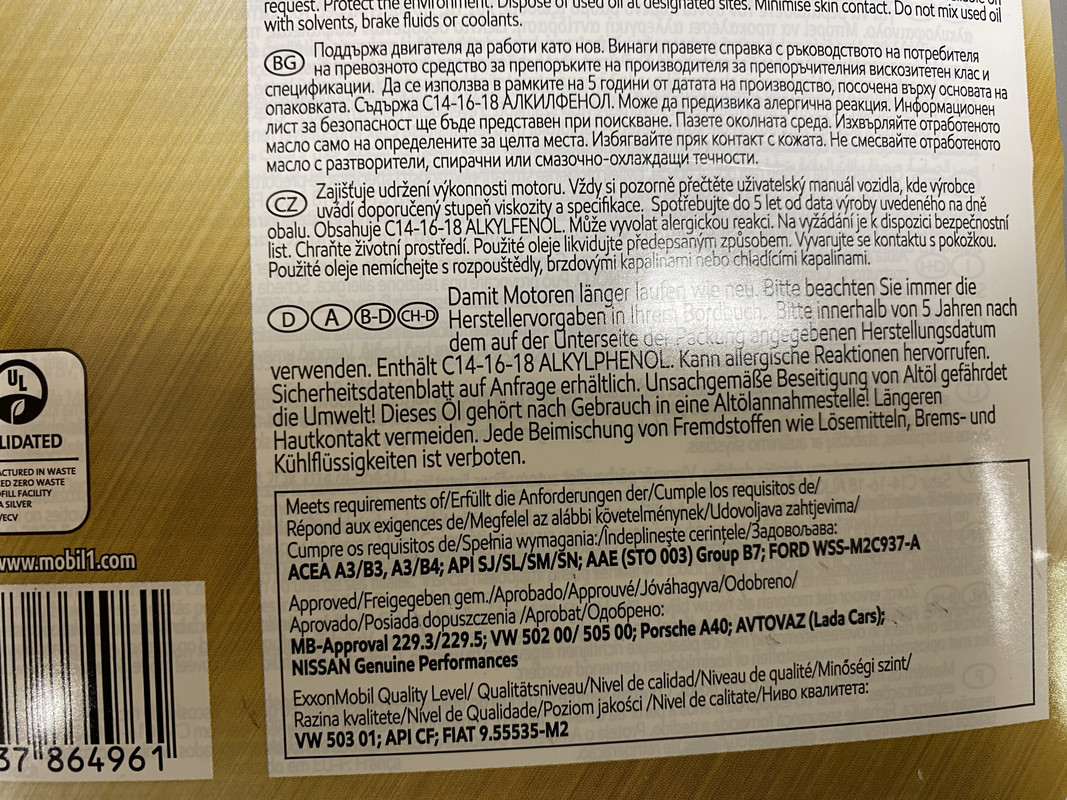 request. Protect the environment. Dispose of used oil at designated sites. Minimise skin contact. Do not mix used oil
with solvents, brake fluids or coolants.
BG Поддържа двигателя да работи като нов. Винаги правете справка с ръководството на потребителя
на превозното средство за препоръките на производителя за препоръчителния вискозитетен клас и
спецификации. Да се използва в рамките на 5 години от датата на производство, посочена върху основата на
опаковката. Съдържа C14-16-18 АЛКИЛФЕНОЛ. Може да предизвика алергична реакция. Информационен
лист за безопасност ще бъде представен при поискване. Пазете околната среда. Изхвърляйте отработеното
масло само на определените за целта места. Избягвайте пряк контакт с кожата. Не смесвайте отработеното
масло с разтворители, спирачни или смазочно-охлаждащи течности.
CZ Zajišťuje udržení výkonnosti motoru. Vždy si pozorně přečtěte uživatelský manuál vozidla, kde výrobce
uvádí doporučený stupeň viskozity a specifikace. Spotřebujte do 5 let od data výroby uvedeného na dně
obalu. Obsahuje C14-16-18 ALKYLFENOL. Může vyvolat alergickou reakci. Na vyžádání je k dispozici bezpečnostní
list. Chraňte životní prostředí. Použité oleje likvidujte předepsaným způsobem. Vyvarujte se kontaktu s pokožkou.
Použité oleje nemíchejte s rozpouštědly, brzdovými kapalinami nebo chladícími kapalinami.
D A B-D CH-D Damit Motoren länger laufen wie neu. Bitte beachten Sie immer die
Herstellervorgaben in Ihrem Bordbuch. Bitte innerhalb von 5 Jahren nach
dem auf der Unterseite der Packung angegebenen Herstellungsdatum
verwenden. Enthält C14-16-18 ALKYLPHENOL. Kann allergische Reaktionen hervorrufen.
Sicherheitsdatenblatt auf Anfrage erhältlich. Unsachgemäße Beseitigung von Altöl gefährdet
die Umwelt! Dieses Öl gehört nach Gebrauch in eine Altölannahmestelle! Längeren
Hautkontakt vermeiden. Jede Beimischung von Fremdstoffen wie Lösemitteln, Brems- und
Kühlflüssigkeiten ist verboten.
UL
LIDATED
ACTURED IN WASTE
ED ZERO WASTE
FILL FACILITY
A SILVER
/ECV
www.mobil1.com
37 864961
Meets requirements of/Erfüllt die Anforderungen der/Cumple los requisitos de/
Répond aux exigences de/Megfelel az alábbi követelménynek/Udovoljava zahtjevima/
Cumpre os requisitos de/Spełnia wymagania:/Îndeplineşte cerinţele/Задоволява:
ACEA A3/B3, A3/B4; API SJ/SL/SM/SN; AAE (STO 003) Group B7; FORD WSS-M2C937-A
Approved/Freigegeben gem./Aprobado/Approuvé/Jóváhagyva/Odobreno/
Aprovado/Posiada dopuszczenia /Aprobat/Одобрено:
MB-Approval 229.3/229.5; VW 502 00/ 505 00; Porsche A40; AVTOVAZ (Lada Cars);
NISSAN Genuine Performances
ExxonMobil Quality Level/ Qualitätsniveau/Nivel de calidad/Niveau de qualité/Minőségi szint/
Razina kvalitete/Nível de Qualidade/Poziom jakości /Nivel de calitate/Ниво квалитета:
VW 503 01; API CF; FIAT 9.55535-M2